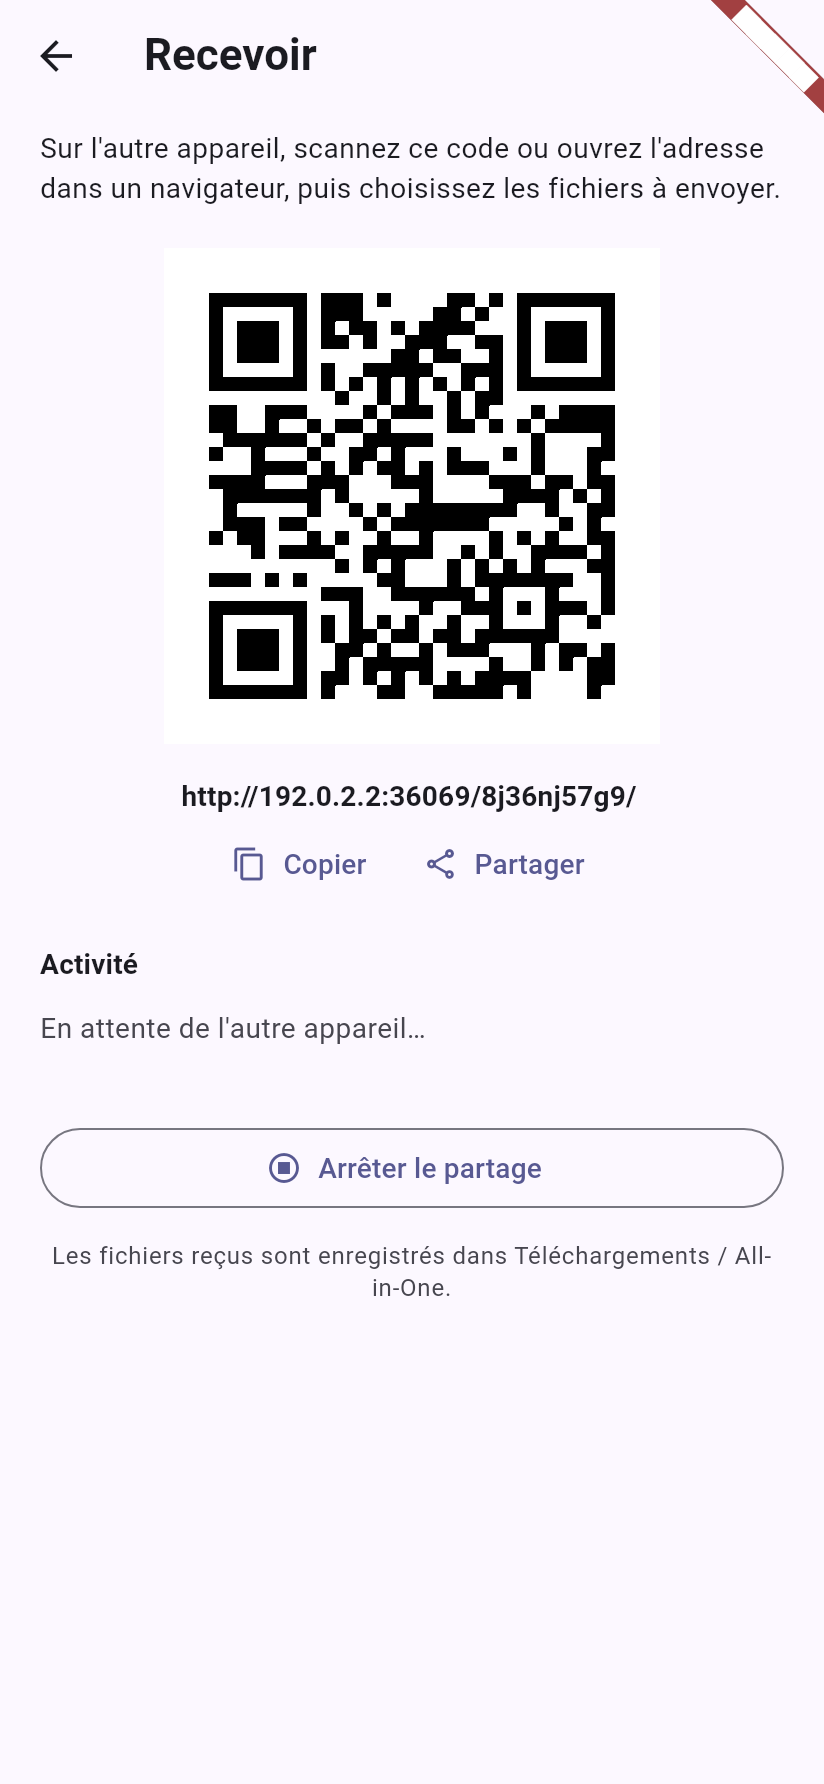 Recevoir
Sur l'autre appareil, scannez ce code ou ouvrez l'adresse
dans un navigateur, puis choisissez les fichiers à envoyer.
http://192.0.2.2:36069/8j36nj57g9/
Copier
Partager
Activité
En attente de l'autre appareil…
Arrêter le partage
Les fichiers reçus sont enregistrés dans Téléchargements / All-
in-One.